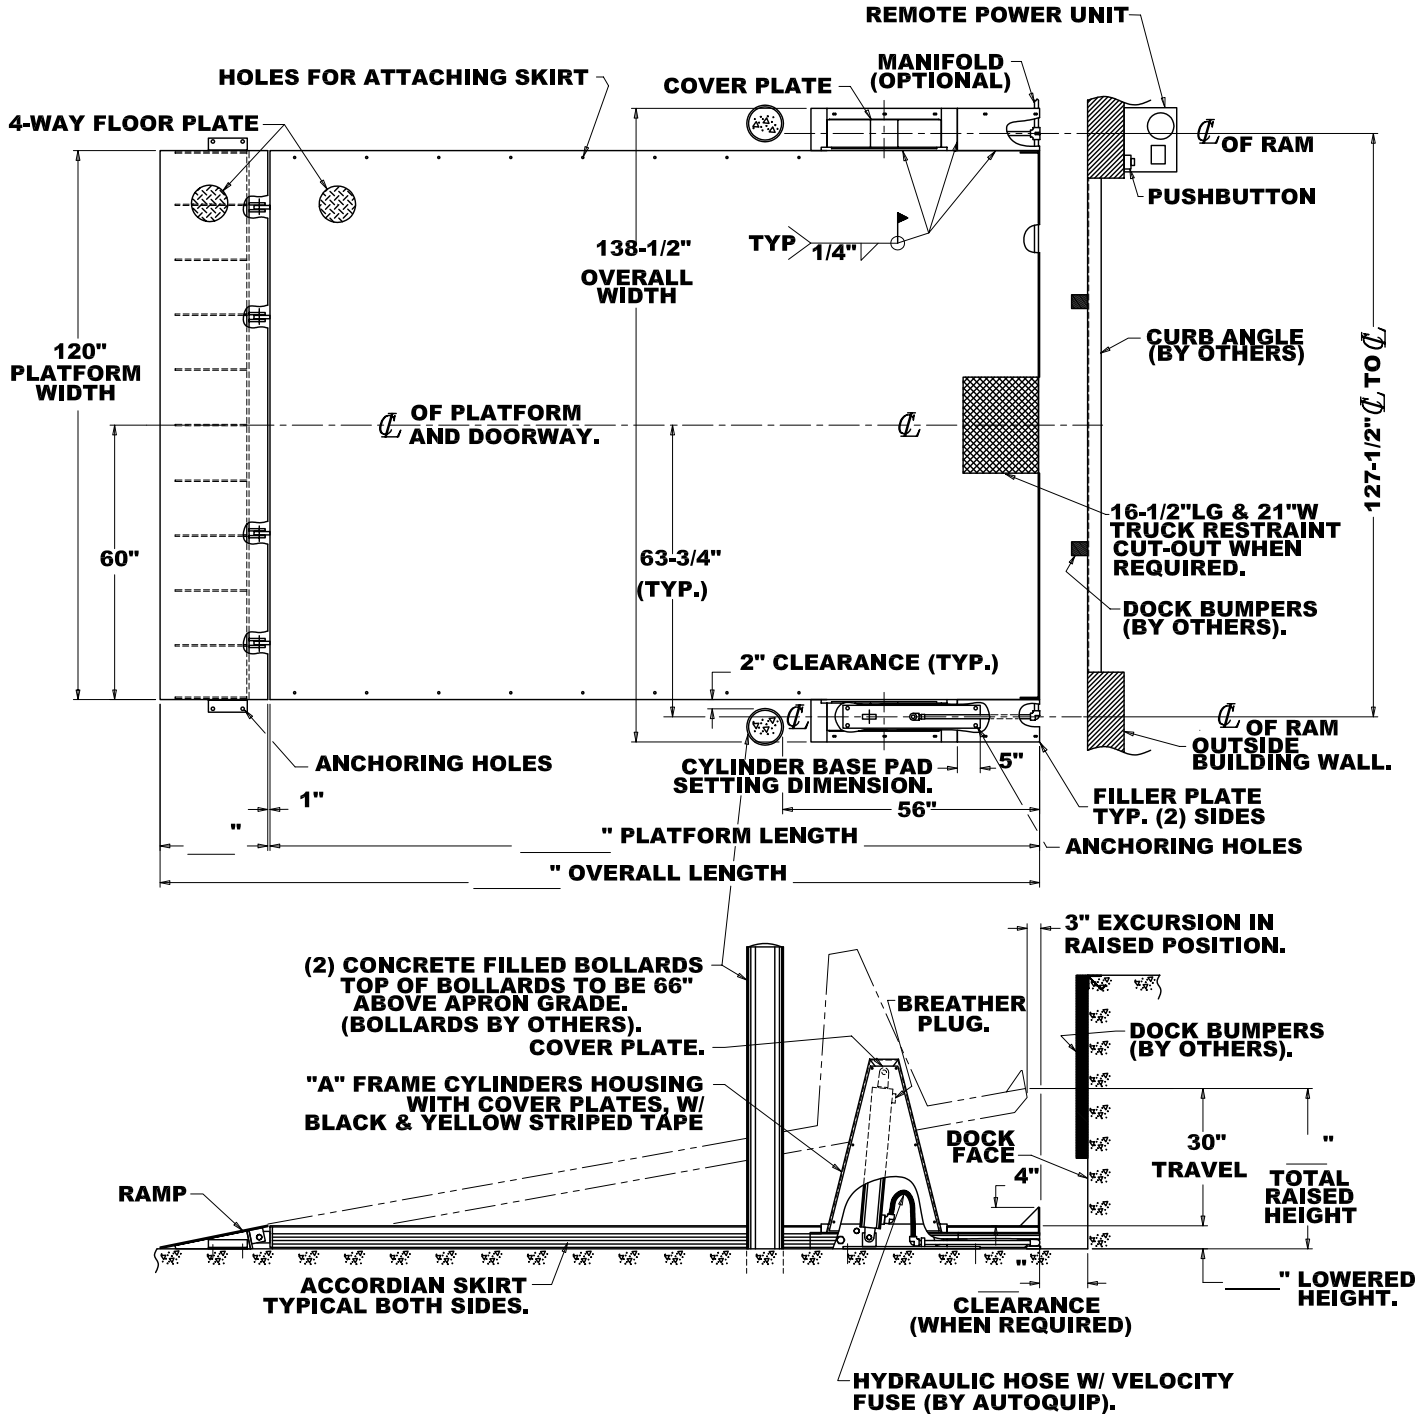 REMOTE POWER UNIT
MANIFOLD
(OPTIONAL)
HOLES FOR ATTACHING SKIRT
COVER PLATE
4-WAY FLOOR PLATE
℄ OF RAM
PUSHBUTTON
TYP
1/4"
138-1/2"
OVERALL
WIDTH
CURB ANGLE
(BY OTHERS)
120"
PLATFORM
WIDTH
127-1/2" ℄ TO ℄
℄ OF PLATFORM
AND DOORWAY.
℄
16-1/2"LG & 21"W
TRUCK RESTRAINT
CUT-OUT WHEN
REQUIRED.
60"
63-3/4"
(TYP.)
DOCK BUMPERS
(BY OTHERS).
2" CLEARANCE (TYP.)
℄
℄ OF RAM
OUTSIDE
BUILDING WALL.
ANCHORING HOLES
CYLINDER BASE PAD
SETTING DIMENSION.
5"
1"
56"
FILLER PLATE
TYP. (2) SIDES
"
" PLATFORM LENGTH
ANCHORING HOLES
" OVERALL LENGTH
3" EXCURSION IN
RAISED POSITION.
(2) CONCRETE FILLED BOLLARDS
TOP OF BOLLARDS TO BE 66"
ABOVE APRON GRADE.
(BOLLARDS BY OTHERS).
BREATHER
PLUG.
DOCK BUMPERS
(BY OTHERS).
COVER PLATE.
"A" FRAME CYLINDERS HOUSING
WITH COVER PLATES, W/
BLACK & YELLOW STRIPED TAPE
DOCK
FACE
4"
30"
TRAVEL
"
TOTAL
RAISED
HEIGHT
RAMP
ACCORDIAN SKIRT
TYPICAL BOTH SIDES.
"
CLEARANCE
(WHEN REQUIRED)
" LOWERED
HEIGHT.
HYDRAULIC HOSE W/ VELOCITY
FUSE (BY AUTOQUIP).